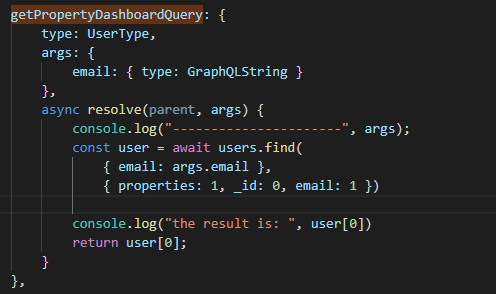 getPropertyDashboardQuery: {
    type: UserType,
    args: {
        email: { type: GraphQLString }
    },
    async resolve(parent, args) {
        console.log("----------------------", args);
        const user = await users.find(
            { email: args.email },
            { properties: 1, _id: 0, email: 1 })

        console.log("the result is: ", user[0])
        return user[0];
    }
},